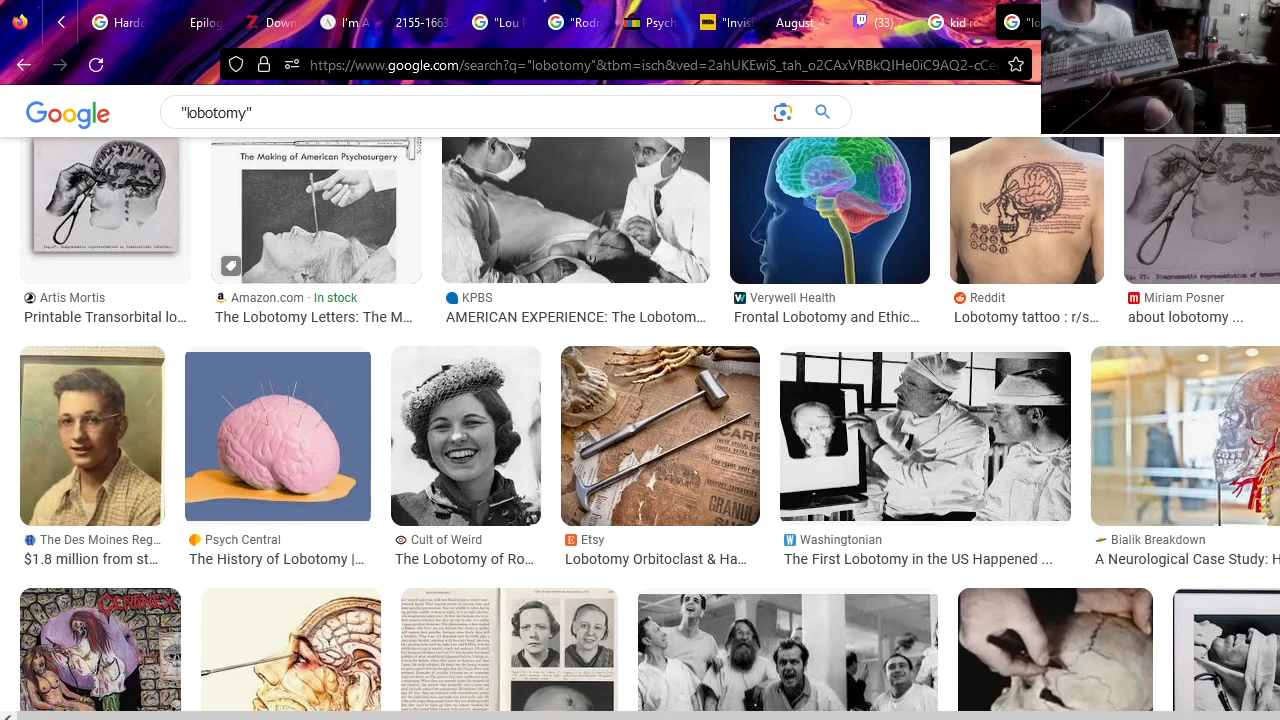 Hardc
Epilog
Down
I'm A
2155-1663
"Lou F
"Rodr
Psych
"Invis
August_4
(33) Z
kid ro
"lo
https://www.google.com/search?q="lobotomy"&tbm=isch&ved=2ahUKEwiS_tah_o2CAxVRBkQIHe0iC9AQ2-cCe
Google
"lobotomy"
The Making of American Psychosurgery
Artis Mortis
Printable Transorbital lo...
Amazon.com · In stock
The Lobotomy Letters: The M...
KPBS
AMERICAN EXPERIENCE: The Lobotom...
Verywell Health
Frontal Lobotomy and Ethic...
Reddit
Lobotomy tattoo : r/s...
Miriam Posner
about lobotomy ...
The Des Moines Reg...
$1.8 million from st...
Psych Central
The History of Lobotomy |...
Cult of Weird
The Lobotomy of Ro...
Etsy
Lobotomy Orbitoclast & Ha...
Washingtonian
The First Lobotomy in the US Happened ...
Bialik Breakdown
A Neurological Case Study: H